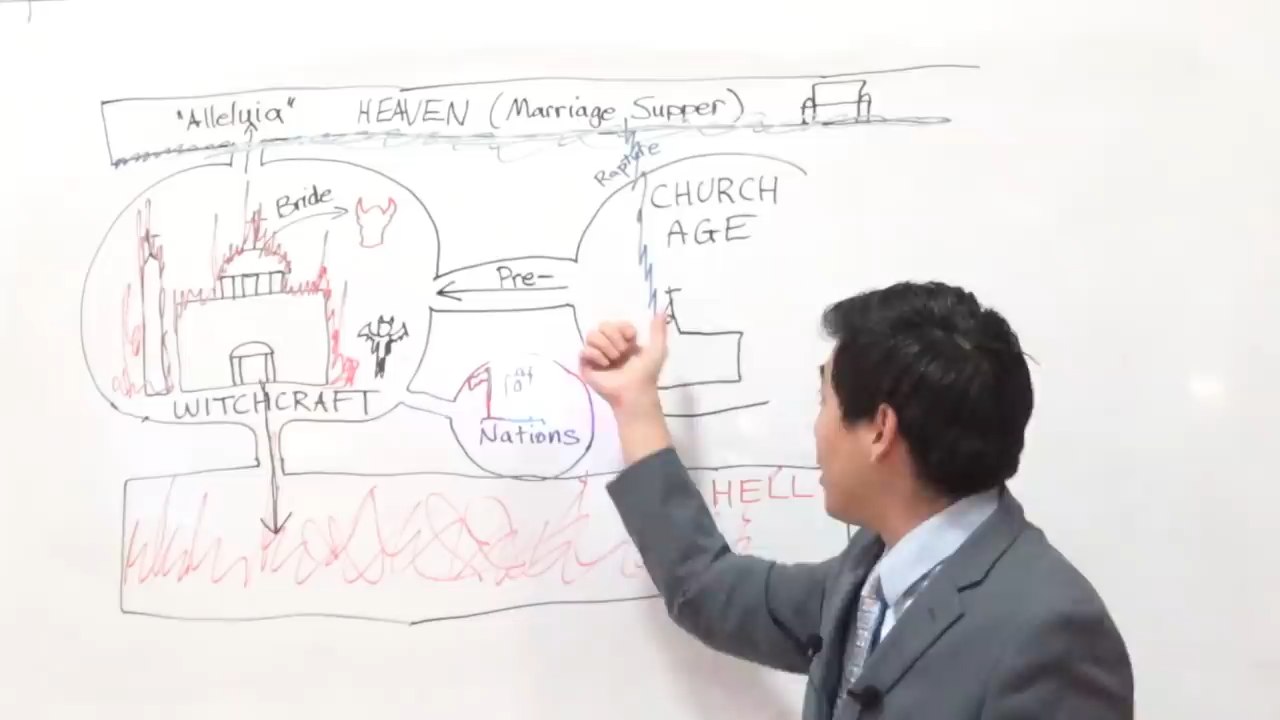 "Alleluia" HEAVEN (Marriage Supper)
Rapture
CHURCH
AGE
Bride
Pre-
WITCHCRAFT
Nations
HELL